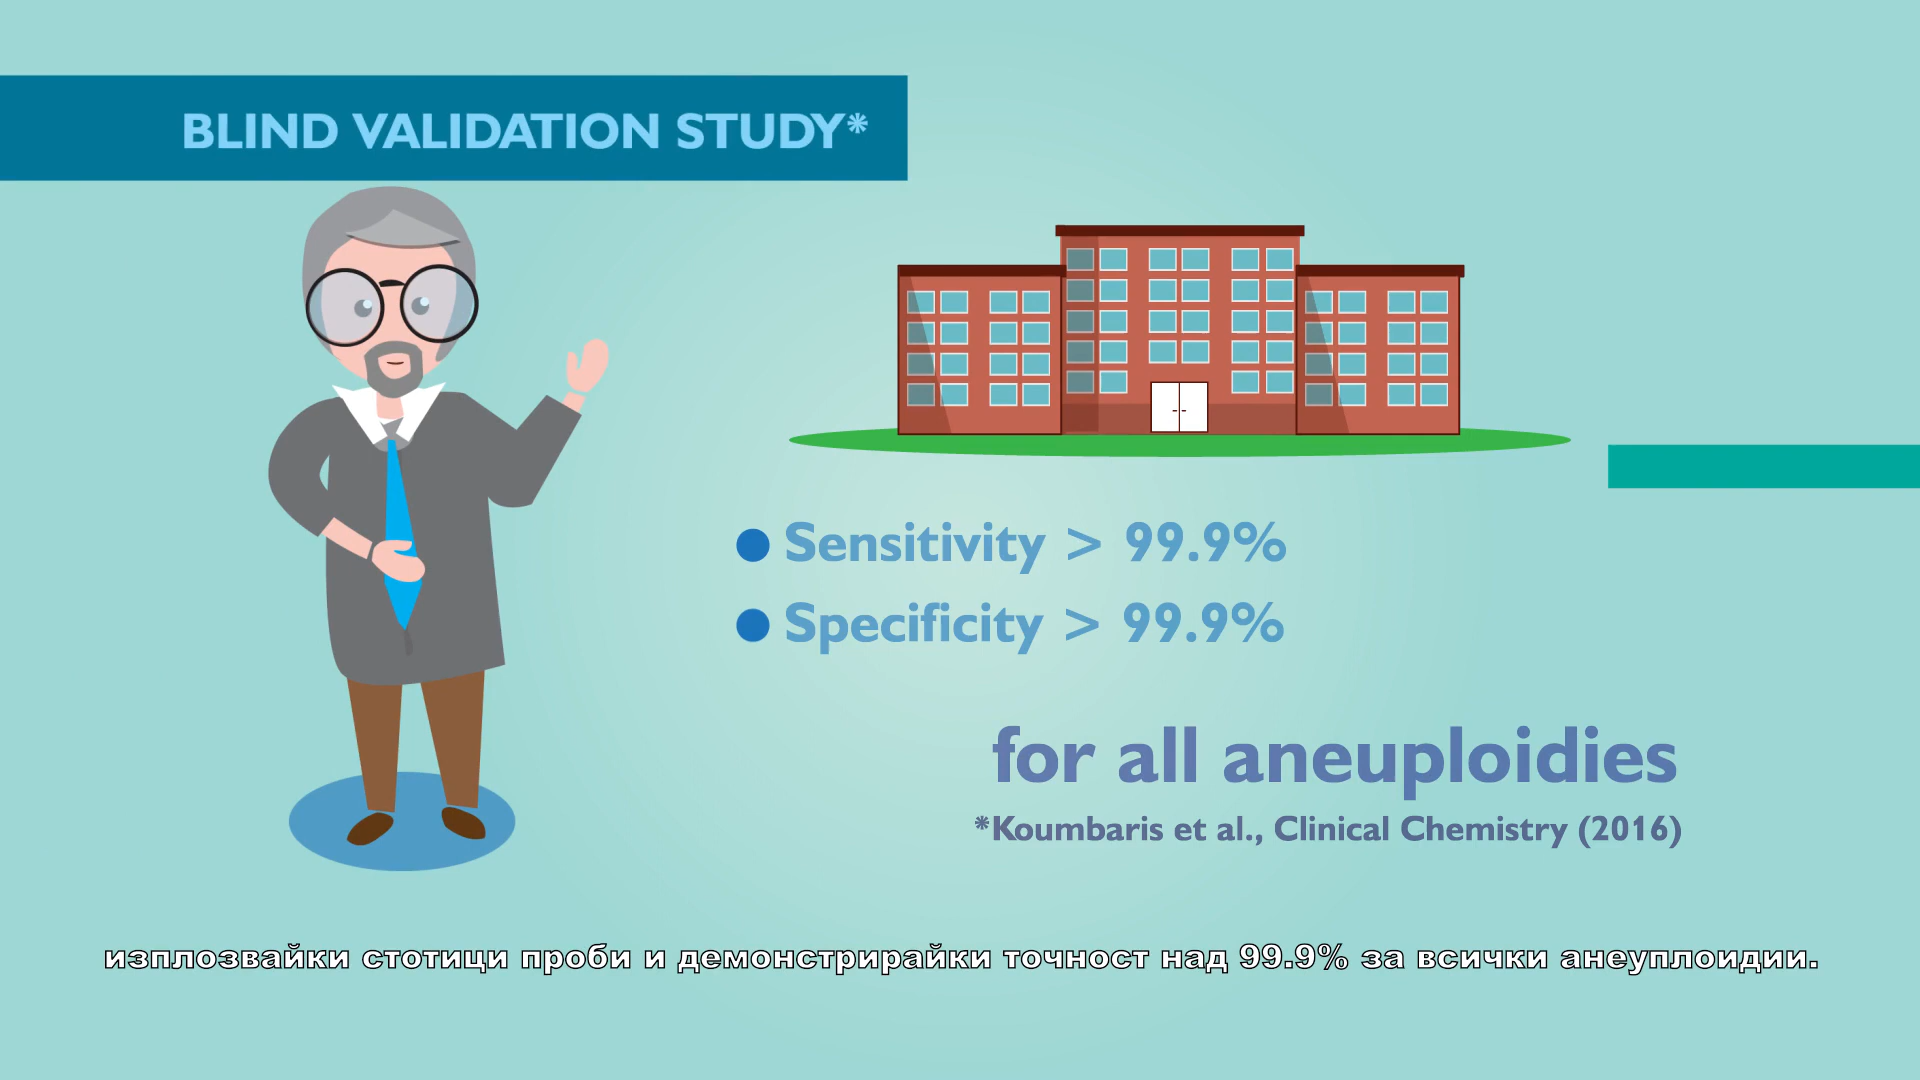 BLIND VALIDATION STUDY*
Sensitivity > 99.9%
Specificity > 99.9%
for all aneuploidies
*Koumbaris et al., Clinical Chemistry (2016)
изплозвайки стотици проби и демонстрирайки точност над 99.9% за всички анеуплоидии.